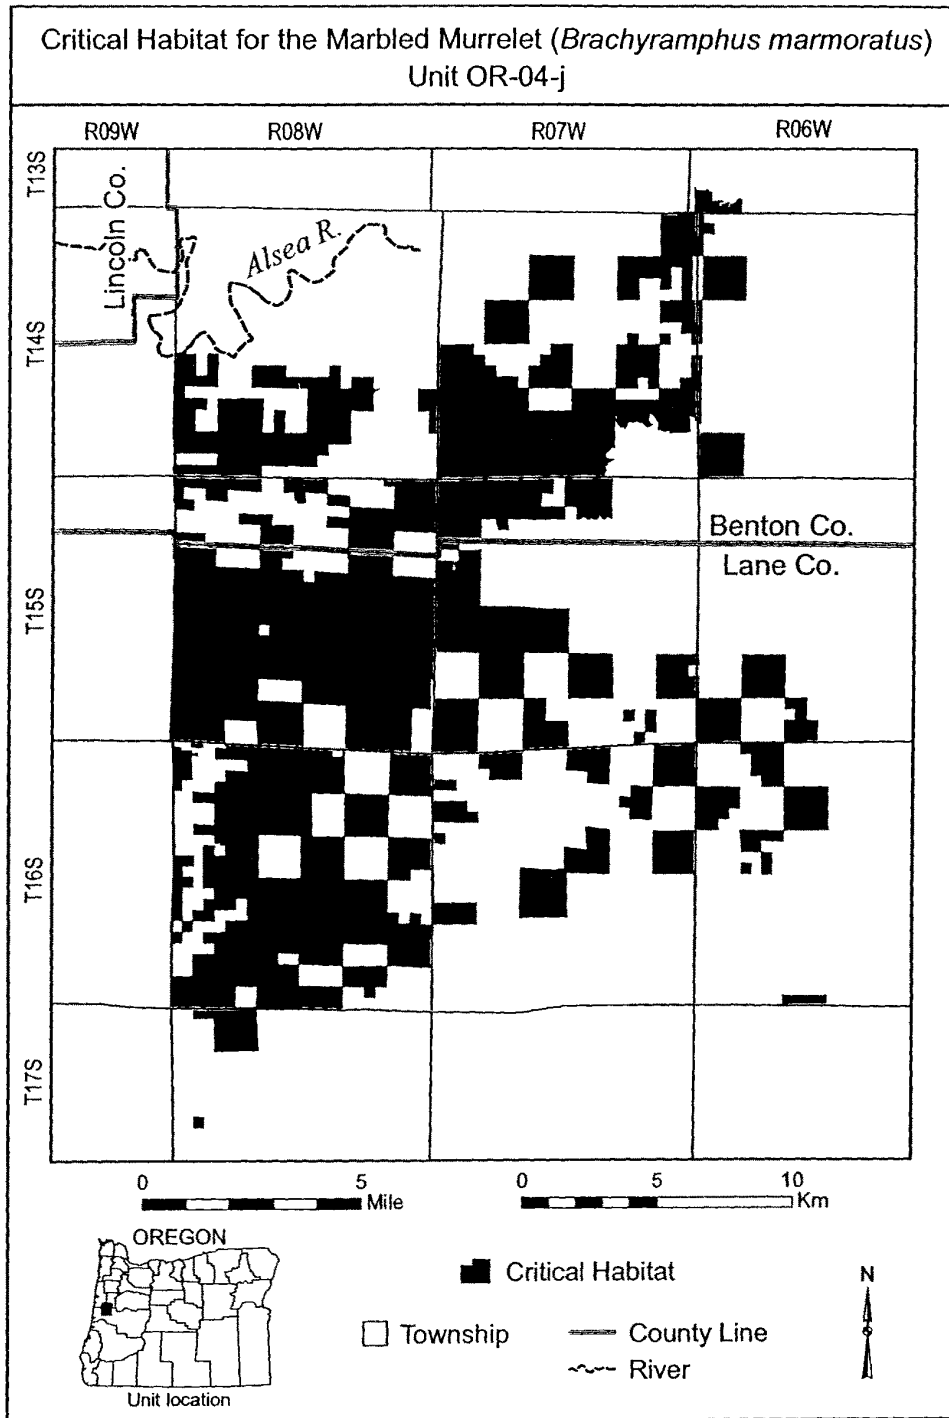 Critical Habitat for the Marbled Murrelet (Brachyramphus marmoratus)
Unit OR-04-j
R09W R08W R07W R06W
T13S
Lincoln Co.
Alsea R.
T14S
Benton Co.
Lane Co.
T15S
T16S
T17S
0 5 Mile
0 5 10 Km
OREGON
Unit location
Critical Habitat
Township
County Line
River
N